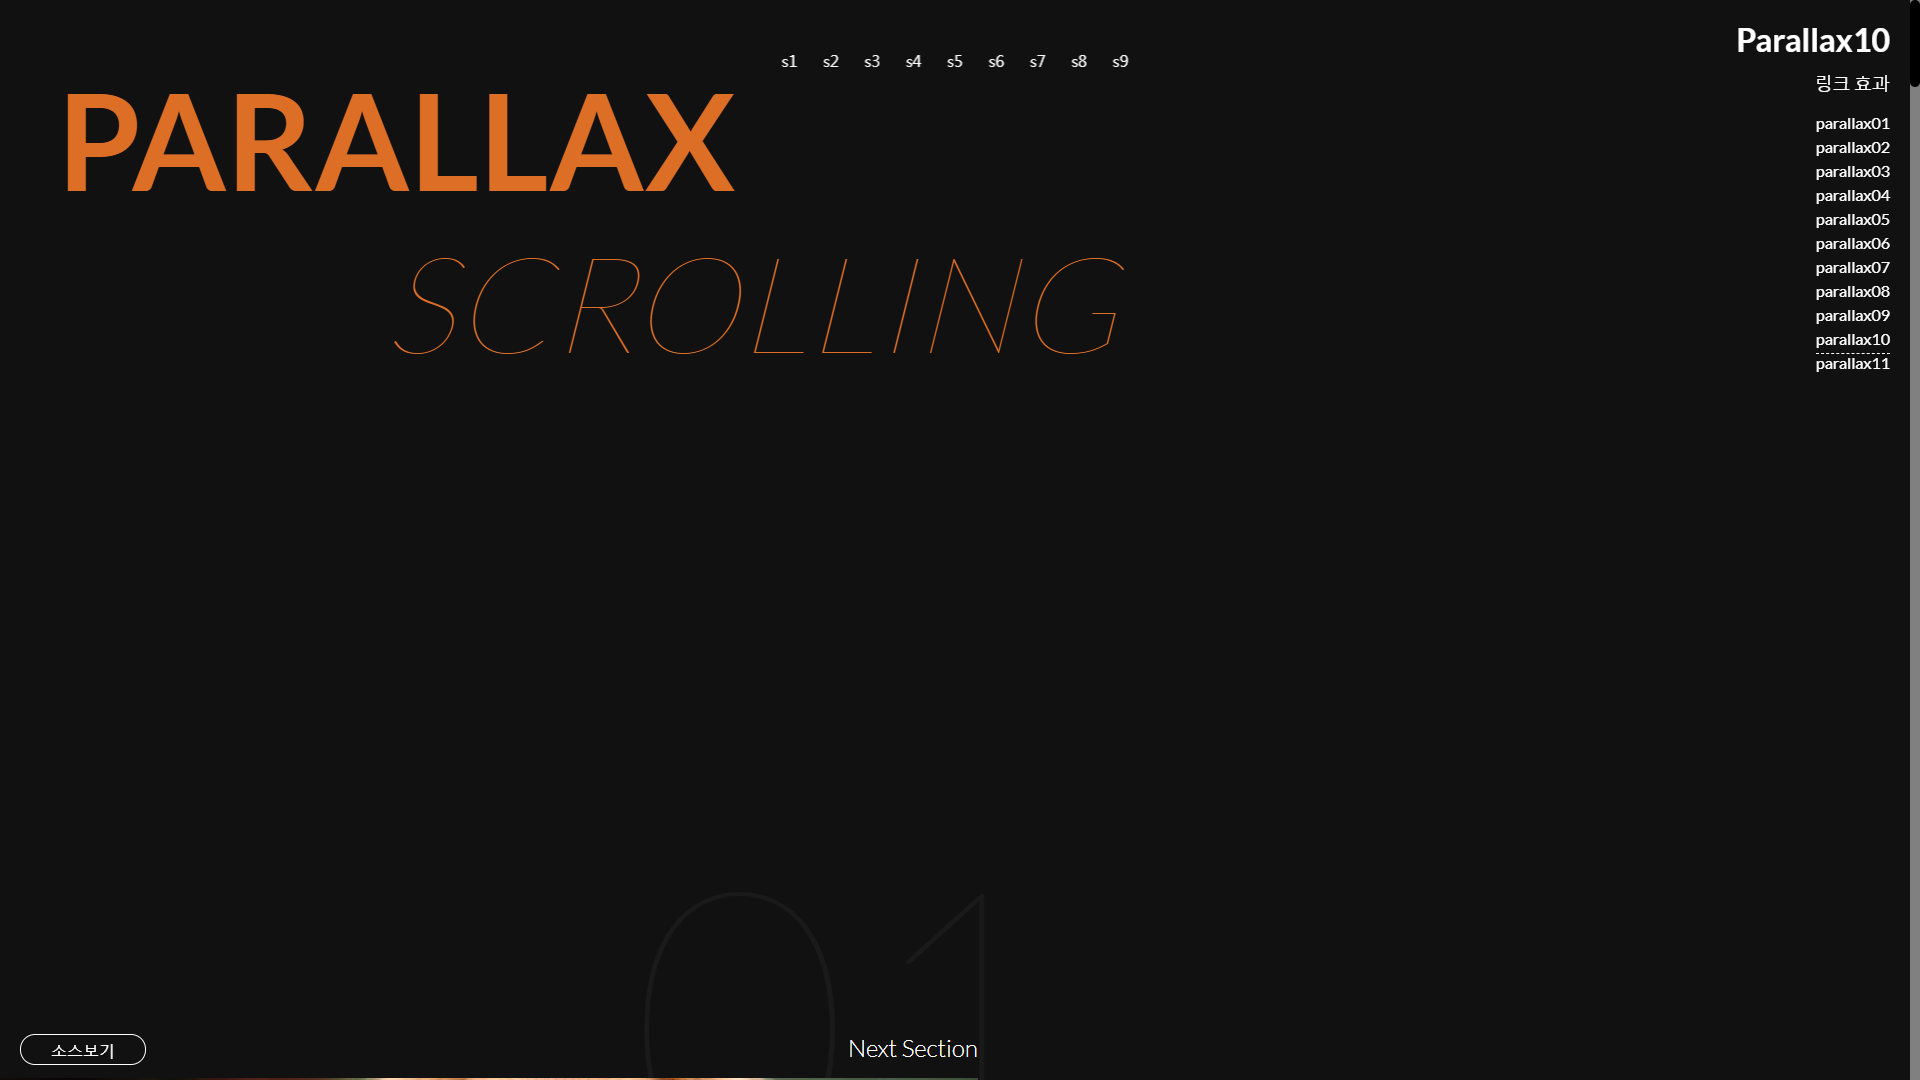 Parallax10
링크 효과
s1 s2 s3 s4 s5 s6 s7 s8 s9
PARALLAX
SCROLLING
parallax01
parallax02
parallax03
parallax04
parallax05
parallax06
parallax07
parallax08
parallax09
parallax10
parallax11
01
소스보기
Next Section